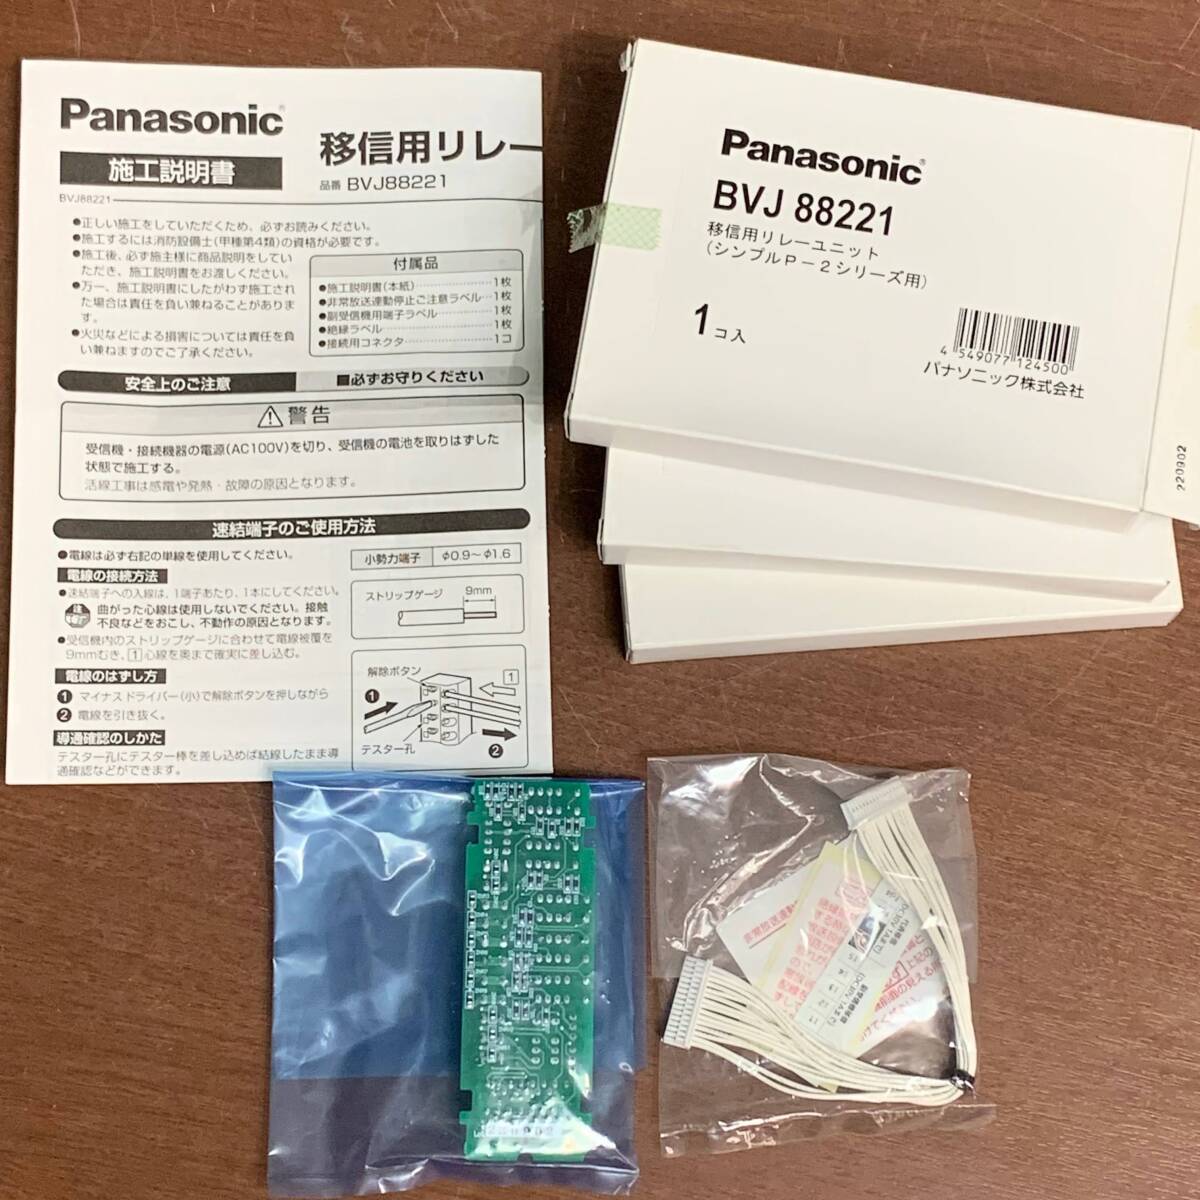 Panasonic
施工説明書
移信用リレー
品番 BVJ88221
BVJ88221
●正しい施工をしていただくため、必ずお読みください。
●施工するには消防設備士(甲種第4類)の資格が必要です。
●施工後、必ず施主様に商品説明をしていただき、施工説明書をお渡しください。
●万一、施工説明書にしたがわず施工された場合は責任を負い兼ねることがあります。
●火災などによる損害については責任を負い兼ねますのでご了承ください。
付属品
●施工説明書(本紙)‥‥‥‥1枚
●非常放送連動停止ご注意ラベル‥‥1枚
●副受信機用端子ラベル‥‥‥1枚
●絶縁ラベル‥‥‥‥‥‥1枚
●接続用コネクタ‥‥‥‥‥1コ
安全上のご注意
■必ずお守りください
警告
受信機・接続機器の電源(AC100V)を切り、受信機の電池を取りはずした
状態で施工する。
活線工事は感電や発熱・故障の原因となります。
速結端子のご使用方法
●電線は必ず右記の単線を使用してください。
小勢力端子 φ0.9〜φ1.6
電線の接続方法
●速結端子への入線は、1端子あたり、1本にしてください。
曲がった心線は使用しないでください。接触
不良などをおこし、不動作の原因となります。
●受信機内のストリップゲージに合わせて電線被覆を
9mmむき、1心線を奥まで確実に差し込む。
電線のはずし方
1 マイナスドライバー(小)で解除ボタンを押しながら
2 電線を引き抜く。
導通確認のしかた
テスター孔にテスター棒を差し込めば結線したまま導
通確認などができます。
ストリップゲージ
9mm
解除ボタン
1
1
テスター孔
2
Panasonic
BVJ 88221
移信用リレーユニット
(シンプルP-2シリーズ用)
1コ入
4 549077 124500
パナソニック株式会社
220902